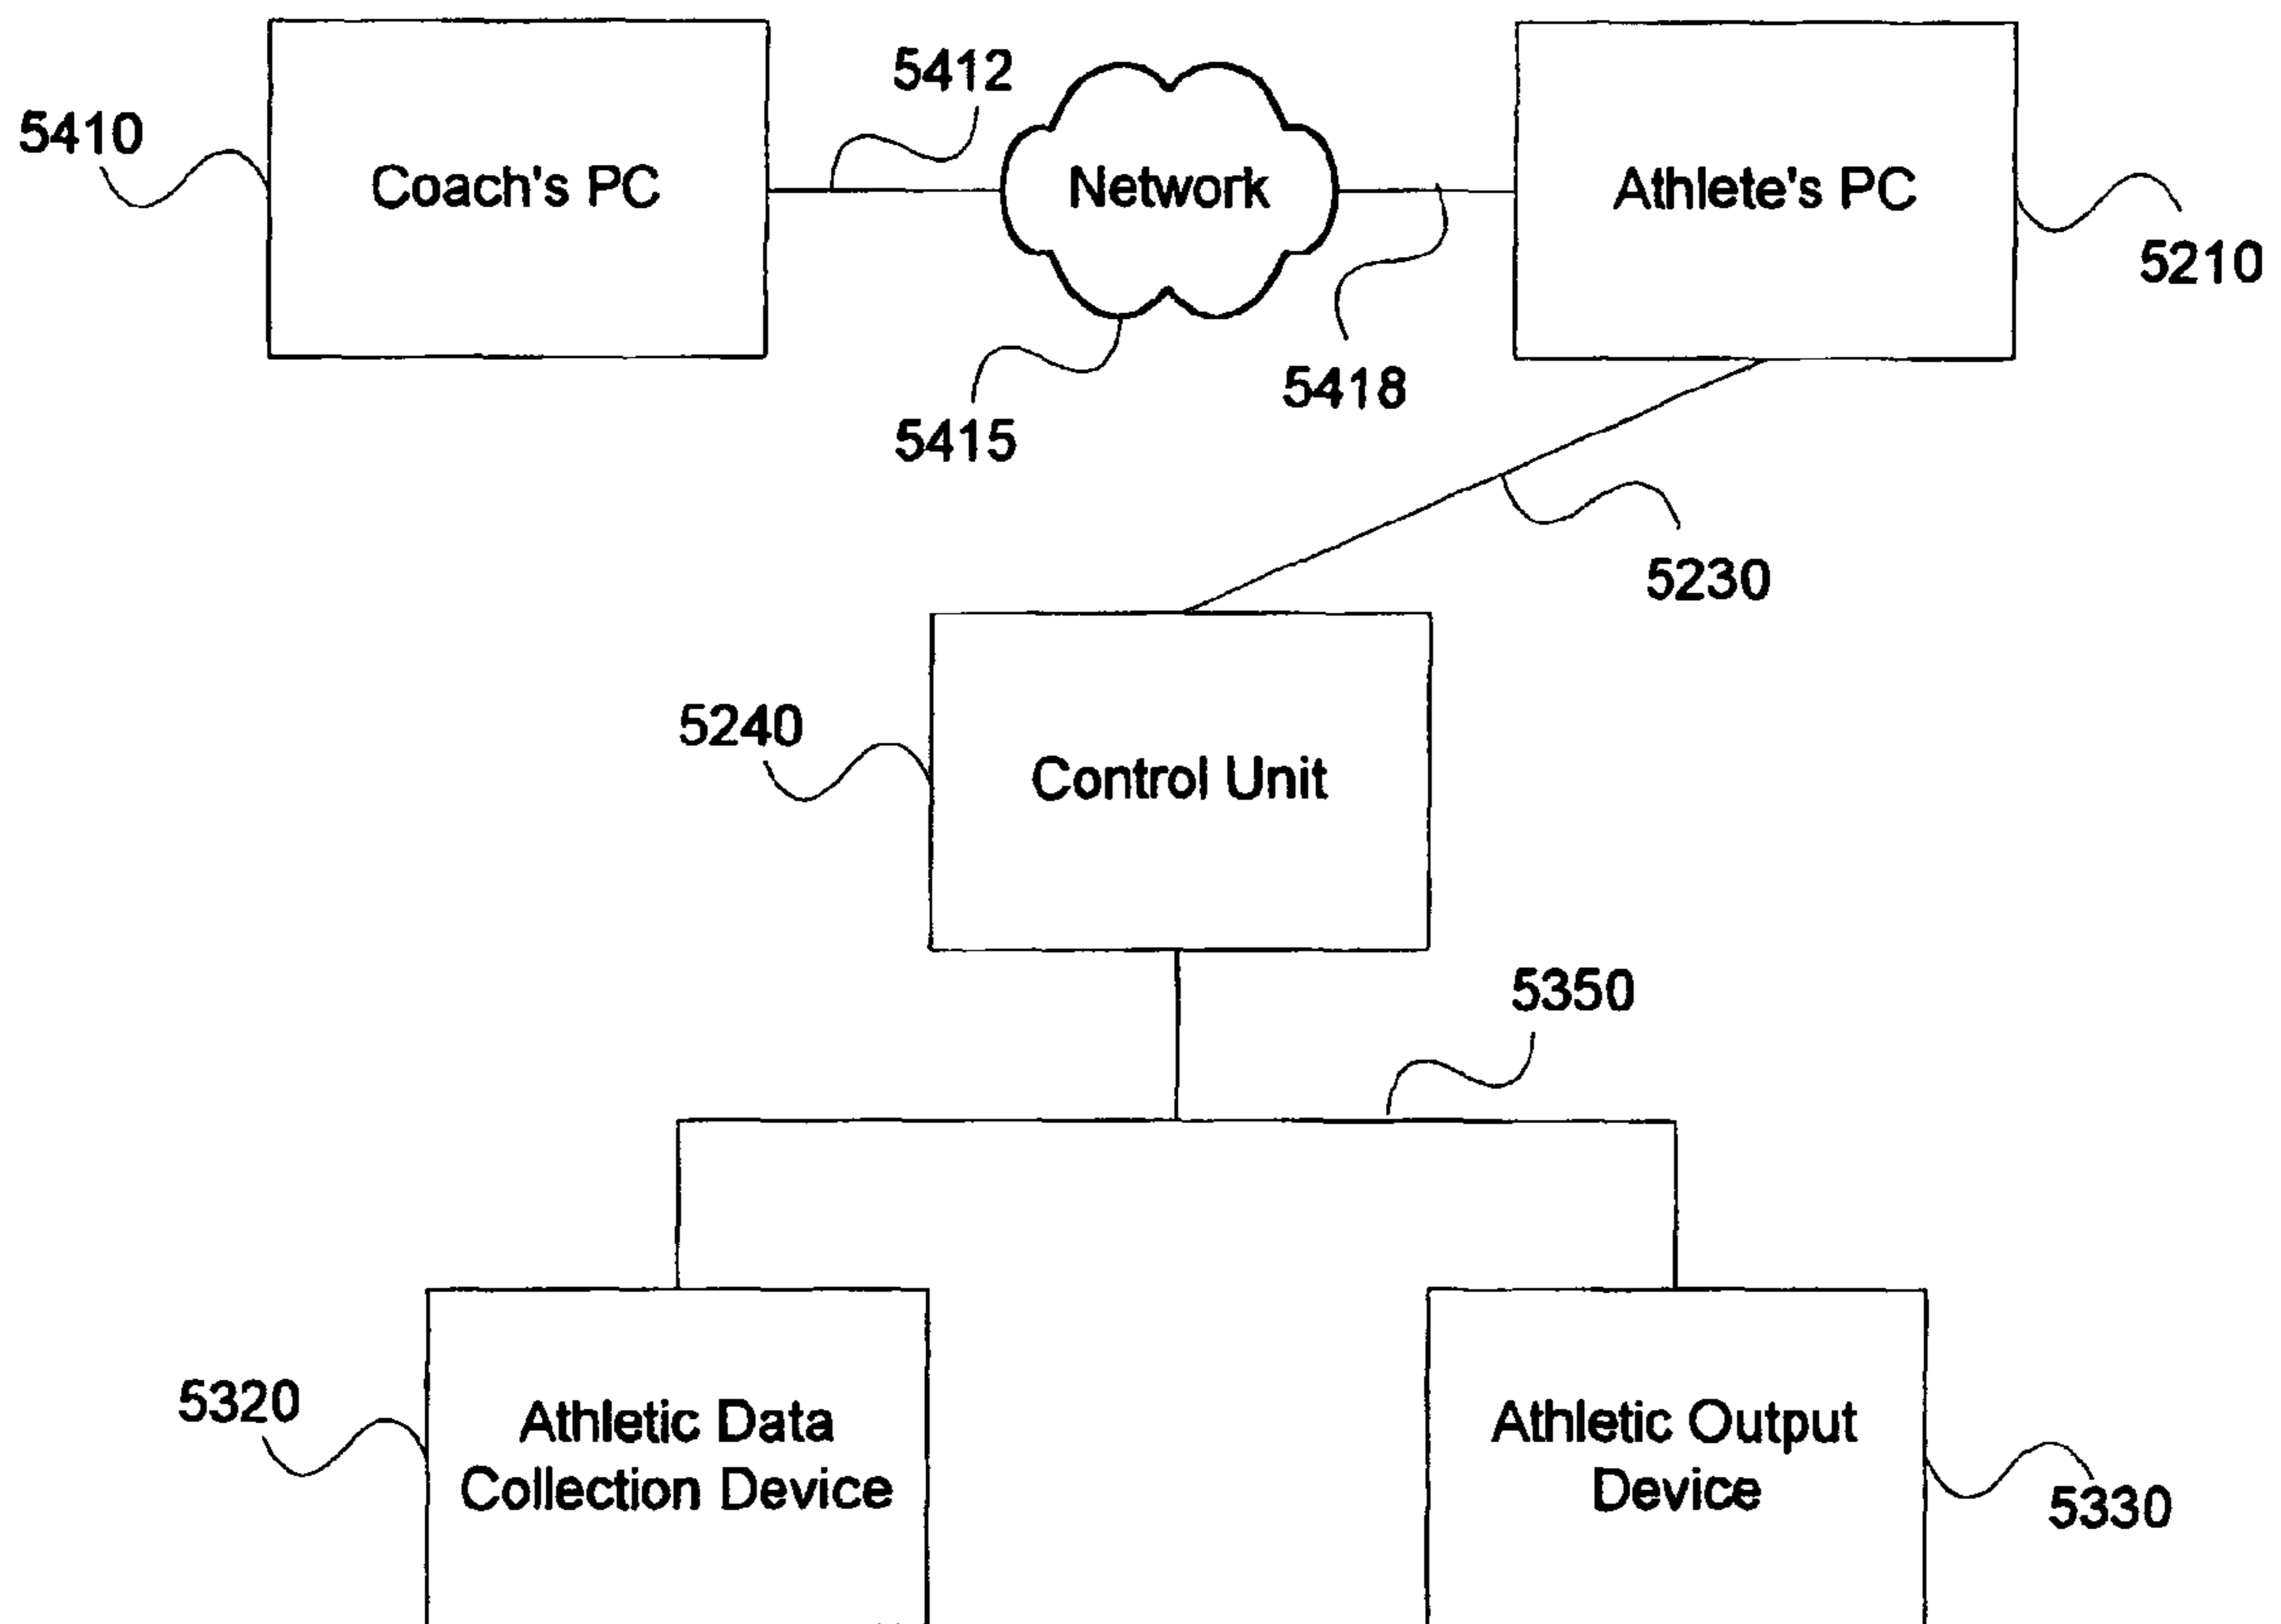 5412
5410
Coach's PC
Network
Athlete's PC
5210
5418
5415
5230
5240
Control Unit
5350
5320
Athletic Data
Collection Device
Athletic Output
Device
5330